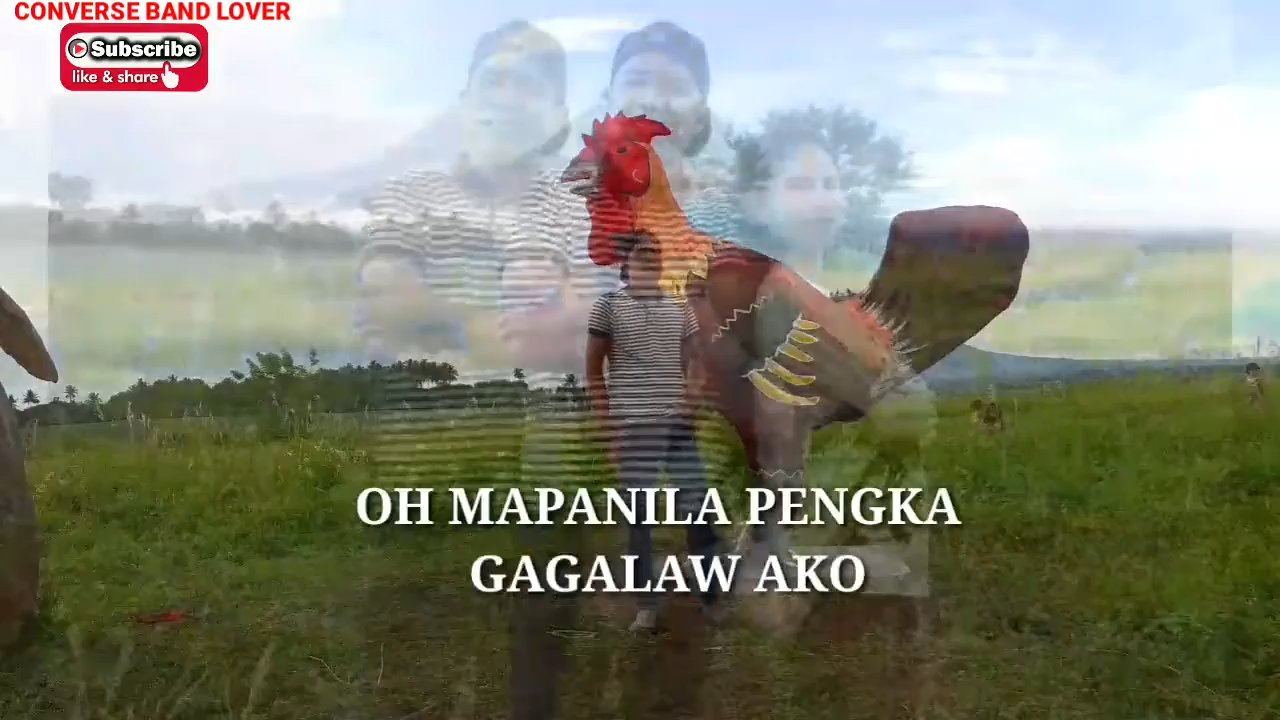 CONVERSE BAND LOVER
Subscribe
like & share
OH MAPANILA PENGKA
GAGALAW AKO